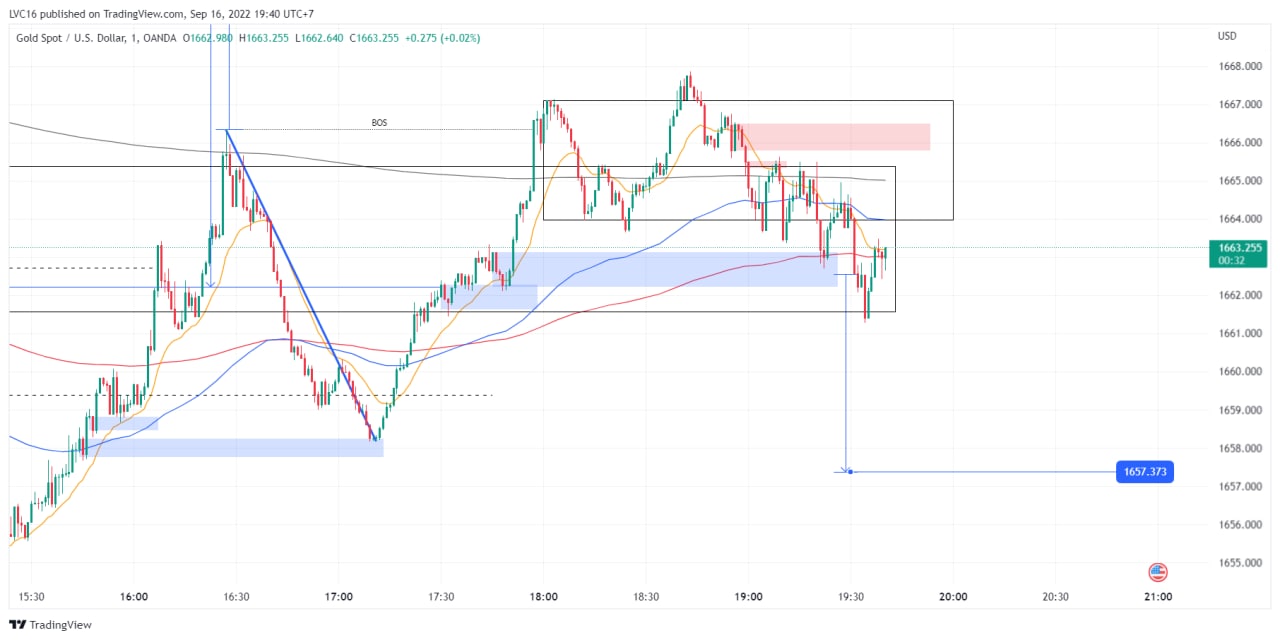 LVC16 published on TradingView.com, Sep 16, 2022 19:40 UTC+7
Gold Spot / U.S. Dollar, 1, OANDA O1662.980 H1663.255 L1662.640 C1663.255 +0.275 (+0.02%)
USD
1668.000
1667.000
1666.000
1665.000
1664.000
1663.255
00:32
1662.000
1661.000
1660.000
1659.000
1658.000
1657.000
1656.000
1655.000
BOS
1657.373
15:30 16:00 16:30 17:00 17:30 18:00 18:30 19:00 19:30 20:00 20:30 21:00
TradingView